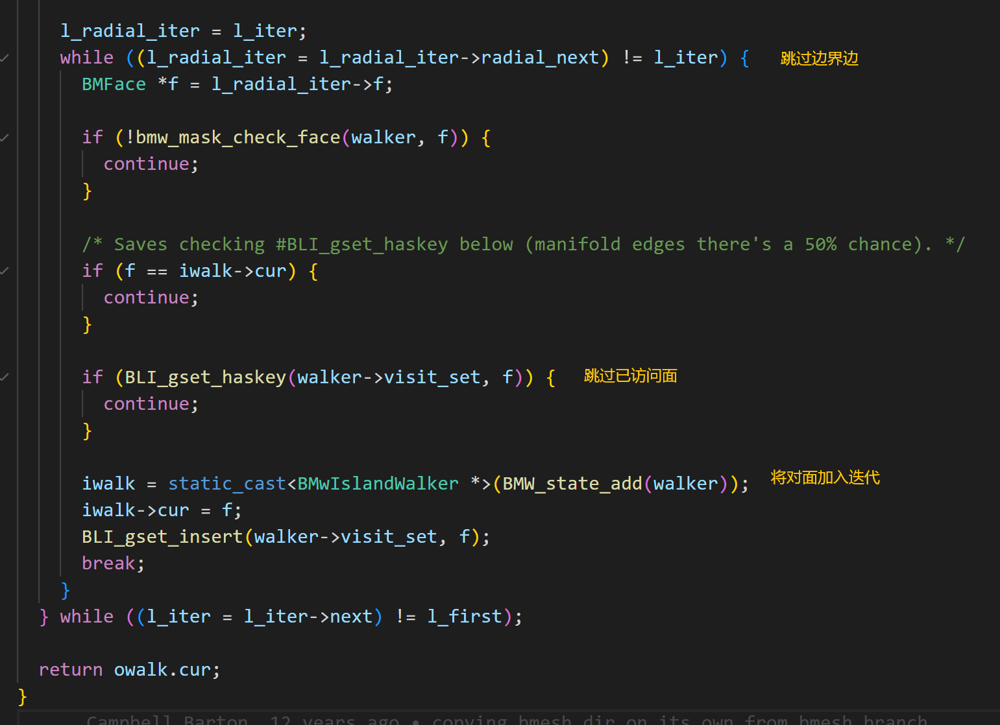 l_radial_iter = l_iter;
while ((l_radial_iter = l_radial_iter->radial_next) != l_iter) { 跳过边界边
BMFace *f = l_radial_iter->f;
if (!bmw_mask_check_face(walker, f)) {
continue;
}
/* Saves checking #BLI_gset_haskey below (manifold edges there's a 50% chance). */
if (f == iwalk->cur) {
continue;
}
if (BLI_gset_haskey(walker->visit_set, f)) { 跳过已访问面
continue;
}
iwalk = static_cast<BMwIslandWalker *>(BMW_state_add(walker)); 将对面加入迭代
iwalk->cur = f;
BLI_gset_insert(walker->visit_set, f);
break;
}
} while ((l_iter = l_iter->next) != l_first);
return owalk.cur;
}
Campbell Barton, 12 years ago • copying bmesh dir on its own from bmesh branch